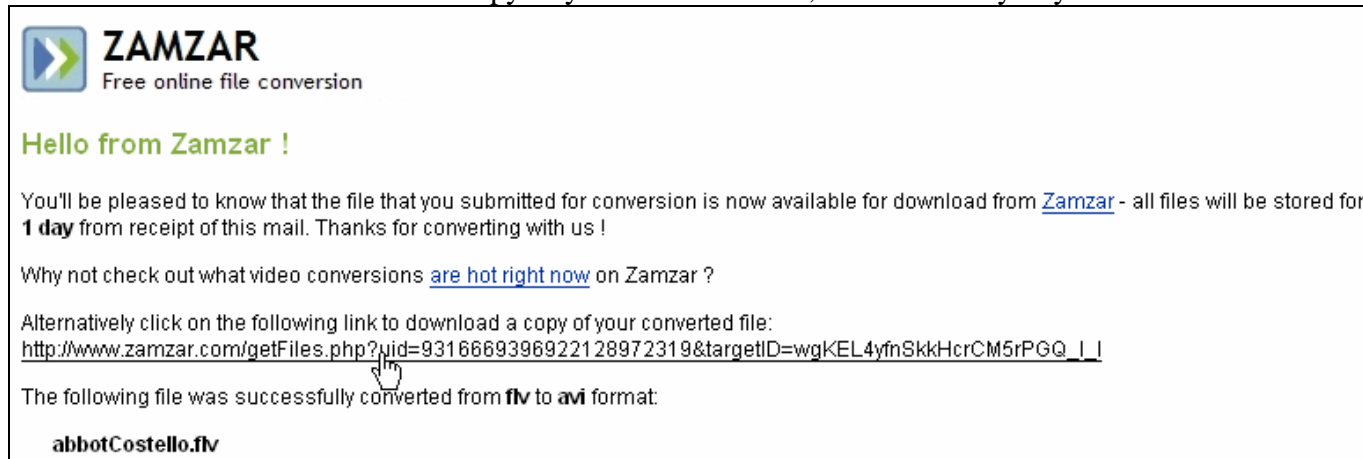 ZAMZAR
Free online file conversion
Hello from Zamzar !
You'll be pleased to know that the file that you submitted for conversion is now available for download from Zamzar - all files will be stored for
1 day from receipt of this mail. Thanks for converting with us !
Why not check out what video conversions are hot right now on Zamzar ?
Alternatively click on the following link to download a copy of your converted file:
http://www.zamzar.com/getFiles.php?uid=9316669396922128972319&targetID=wgKEL4yfnSkkHcrCM5rPGQ_l_l
The following file was successfully converted from flv to avi format:
abbotCostello.flv